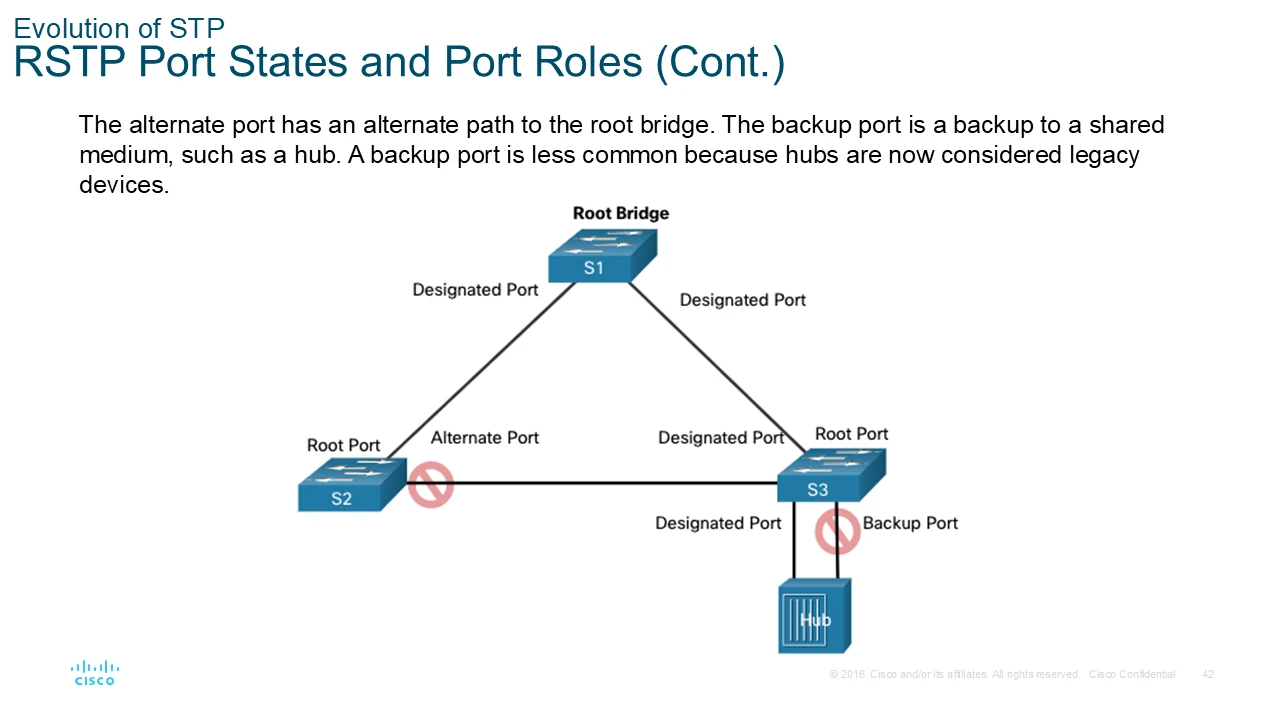 Evolution of STP
RSTP Port States and Port Roles (Cont.)
The alternate port has an alternate path to the root bridge. The backup port is a backup to a shared
medium, such as a hub. A backup port is less common because hubs are now considered legacy
devices.
Root Bridge
S1
Designated Port
Designated Port
Root Port
Alternate Port
Designated Port
Root Port
S2
S3
Designated Port
Backup Port
Hub
CISCO
© 2016 Cisco and/or its affiliates. All rights reserved. Cisco Confidential
42